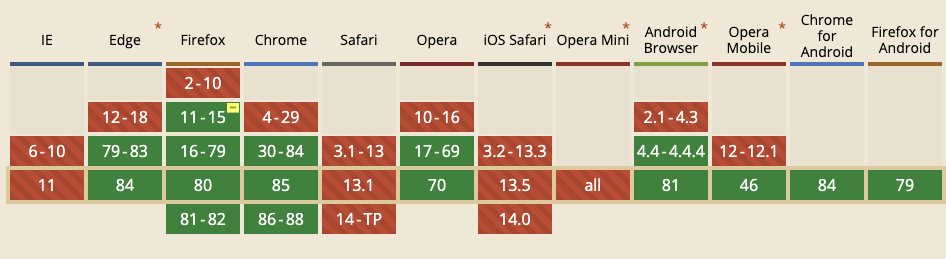 IE Edge * Firefox Chrome Safari Opera iOS Safari * Opera Mini * Android Browser * Opera Mobile * Chrome for Android Firefox for Android
2-10
12-18 11-15 4-29 10-16 2.1-4.3
6-10 79-83 16-79 30-84 3.1-13 17-69 3.2-13.3 4.4-4.4.4 12-12.1
11 84 80 85 13.1 70 13.5 all 81 46 84 79
81-82 86-88 14-TP 14.0